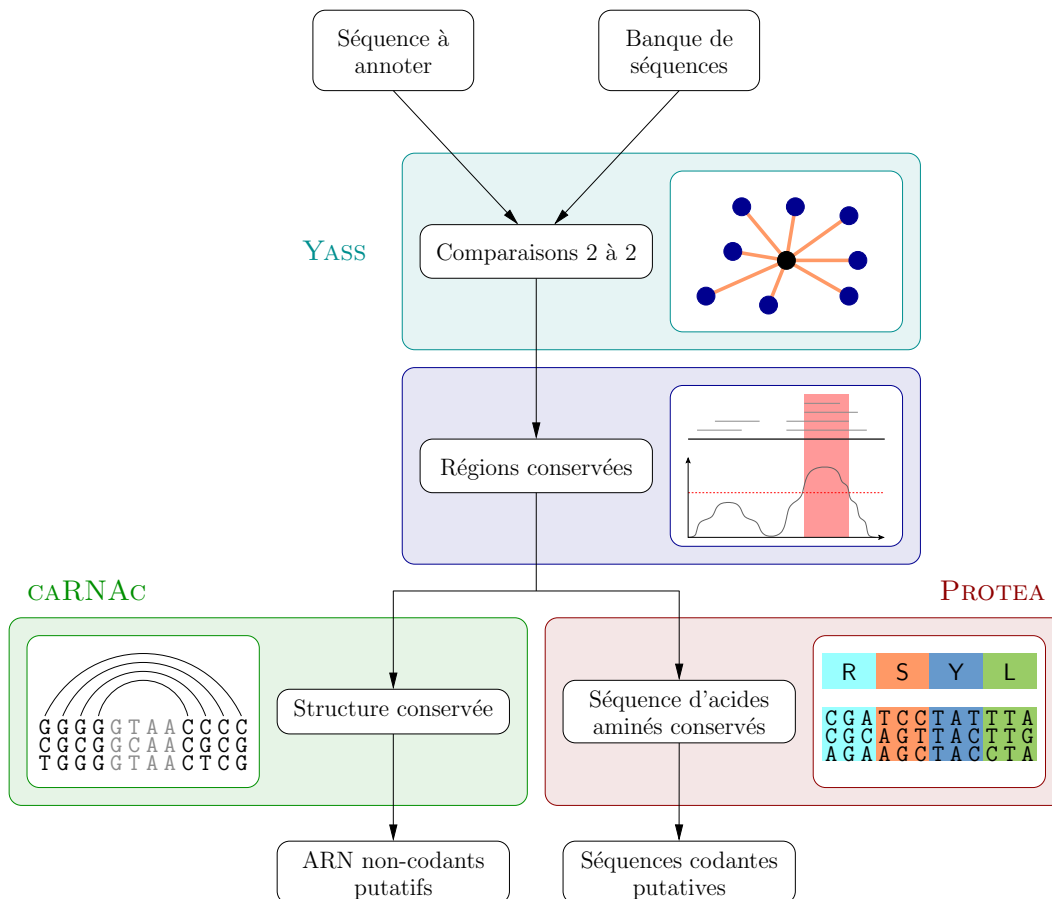 Séquence à
annoter
Banque de
séquences
YASS
Comparaisons 2 à 2
Régions conservées
CARNAC
PROTEA
GGGGGTAACCCC
CGCGGCAACGCG
TGGGGTAACTCG
Structure conservée
Séquence d'acides
aminés conservés
R S Y L
CGATCCTATTTA
CGCAGTTACTTG
AGAAGCTACCTA
ARN non-codants
putatifs
Séquences codantes
putatives